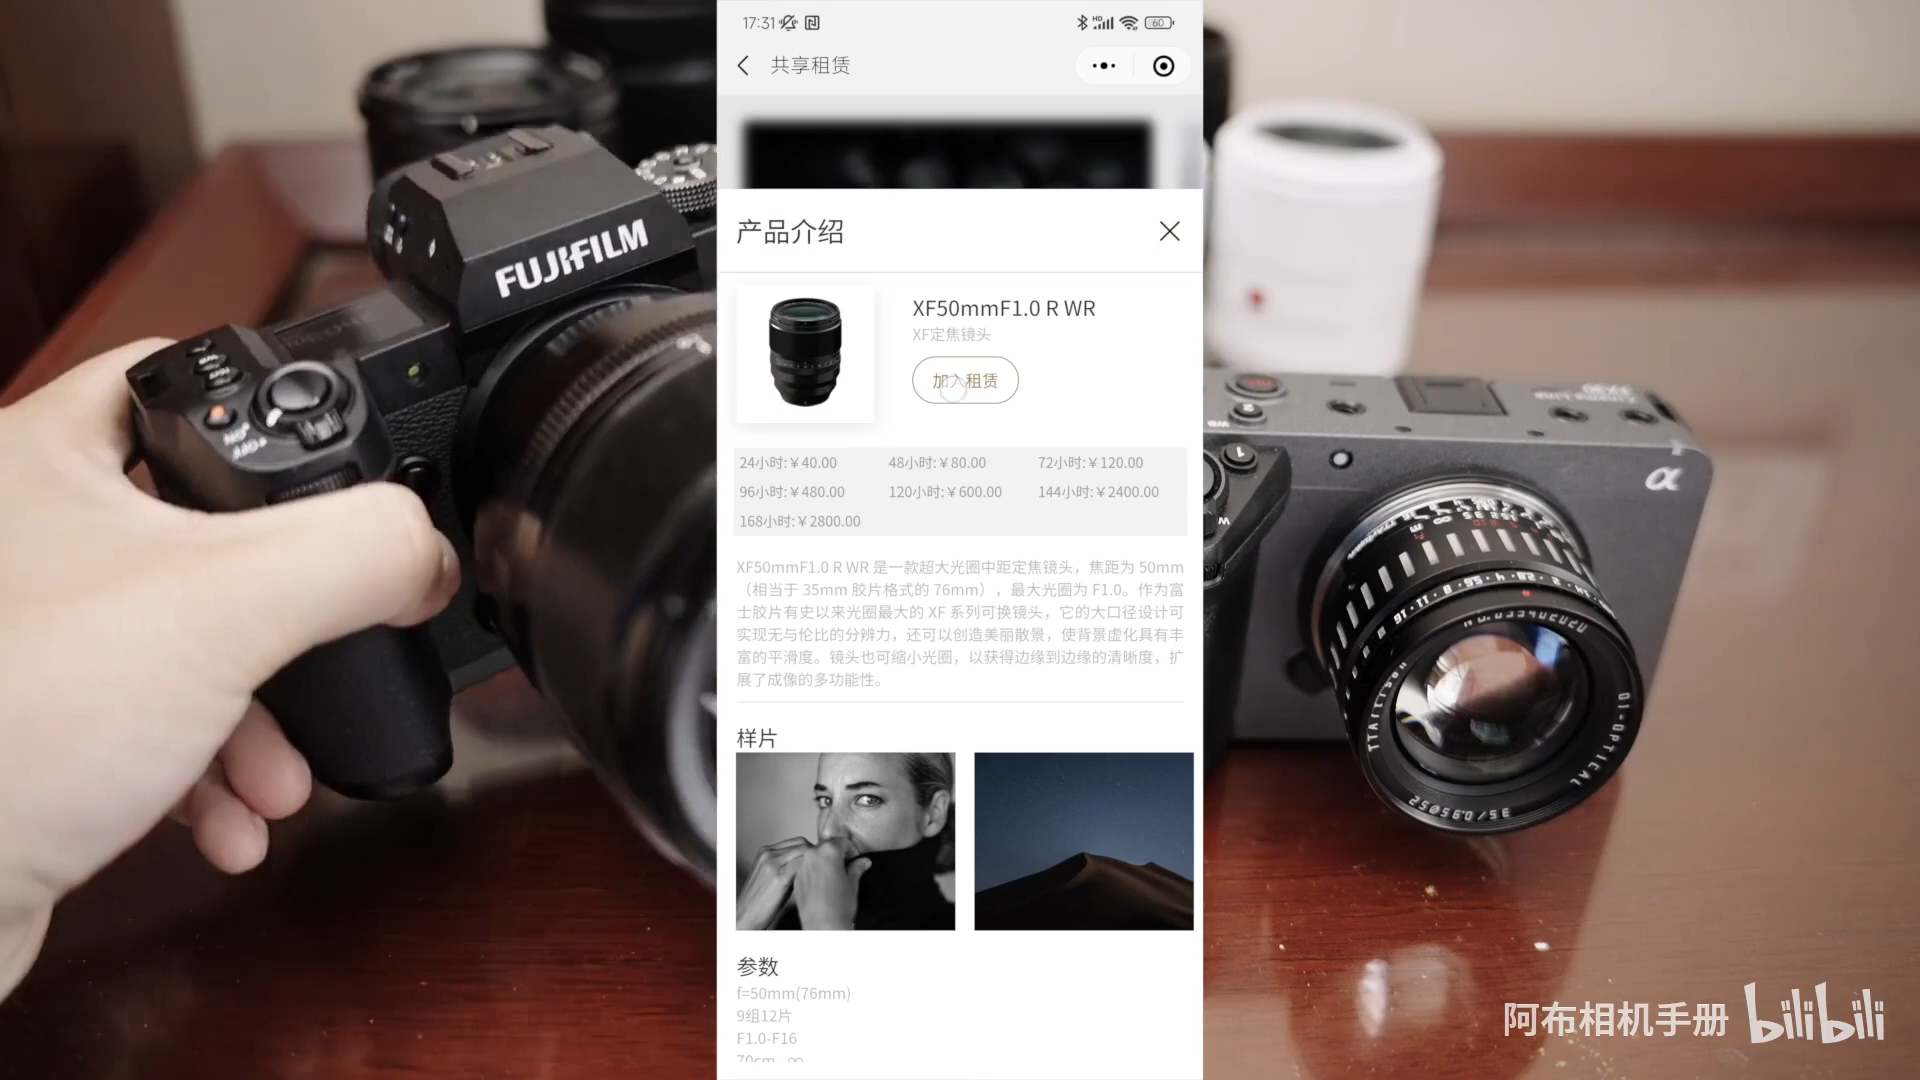 17:31
60
共享租赁
产品介绍
XF50mmF1.0 R WR
XF定焦镜头
加入租赁
24小时:￥40.00 48小时:￥80.00 72小时:￥120.00
96小时:￥480.00 120小时:￥600.00 144小时:￥2400.00
168小时:￥2800.00
XF50mmF1.0 R WR 是一款超大光圈中距定焦镜头，焦距为 50mm
（相当于 35mm 胶片格式的 76mm），最大光圈为 F1.0。作为富
士胶片有史以来光圈最大的 XF 系列可换镜头，它的大口径设计可
实现无与伦比的分辨力，还可以创造美丽散景，使背景虚化具有丰
富的平滑度。镜头也可缩小光圈，以获得边缘到边缘的清晰度，扩
展了成像的多功能性。
样片
参数
f=50mm(76mm)
9组12片
F1.0-F16
70cm - ∞
FUJIFILM
ON
OFF
α
TTArtisan
DJ-OPTICAL
35/0.95052
阿布相机手册
bilibili